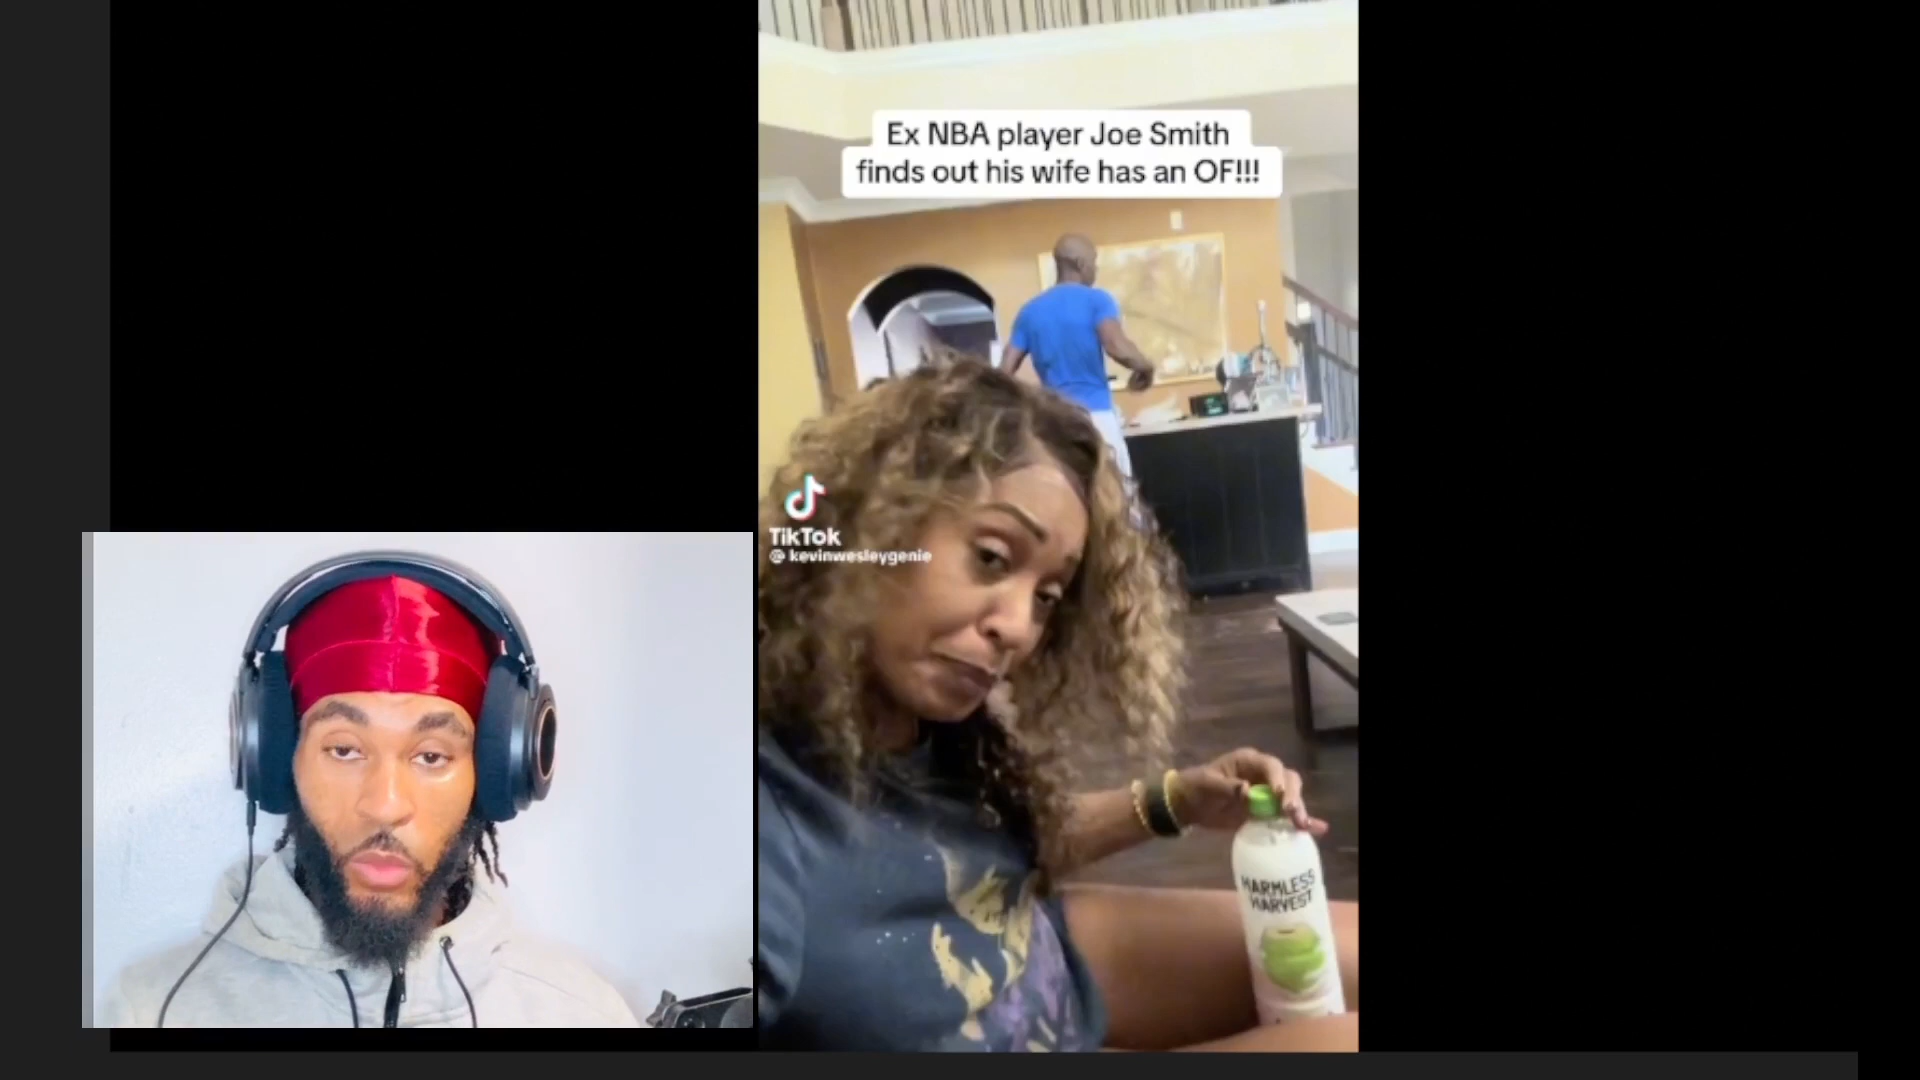 Ex NBA player Joe Smith
finds out his wife has an OF!!!
TikTok
@kevinwesleygenie
HARMLESS
HARVEST